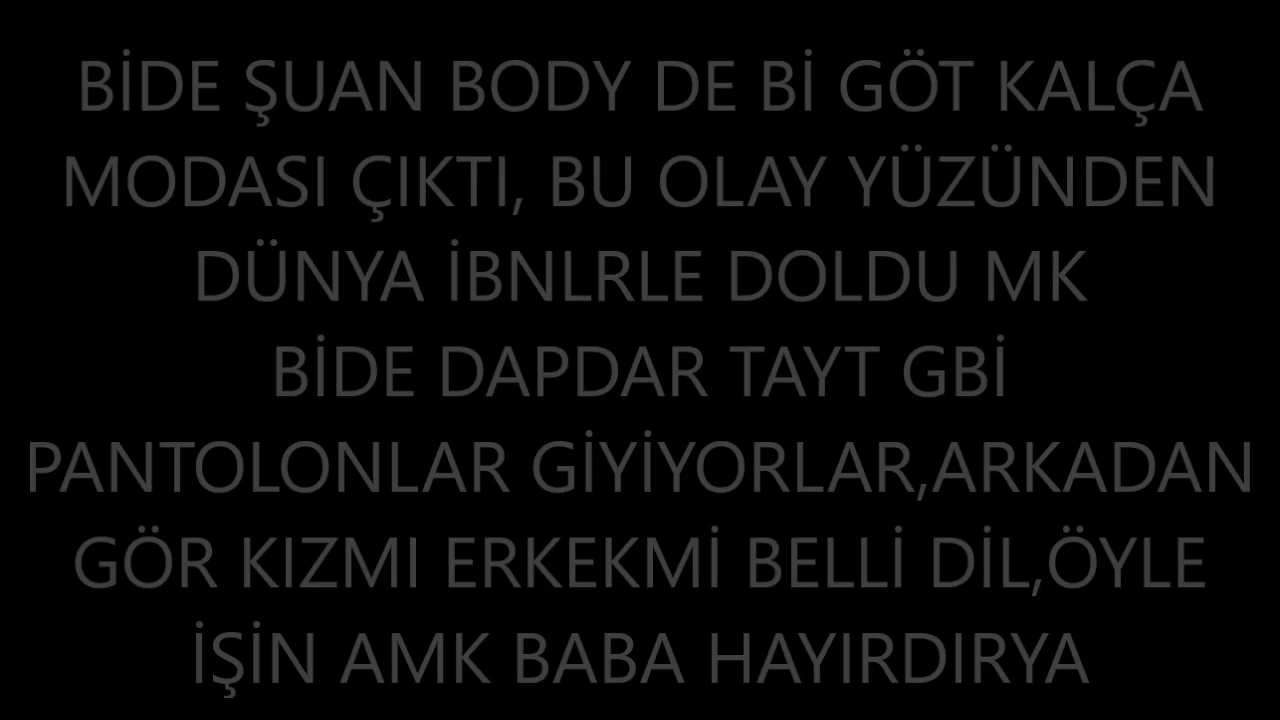 BİDE ŞUAN BODY DE Bİ GÖT KALÇA
MODASI ÇIKTI, BU OLAY YÜZÜNDEN
DÜNYA İBNLRLE DOLDU MK
BİDE DAPDAR TAYT GBİ
PANTOLONLAR GİYİYORLAR,ARKADAN
GÖR KIZMI ERKEKMİ BELLİ DİL,ÖYLE
İŞİN AMK BABA HAYIRDIRYA